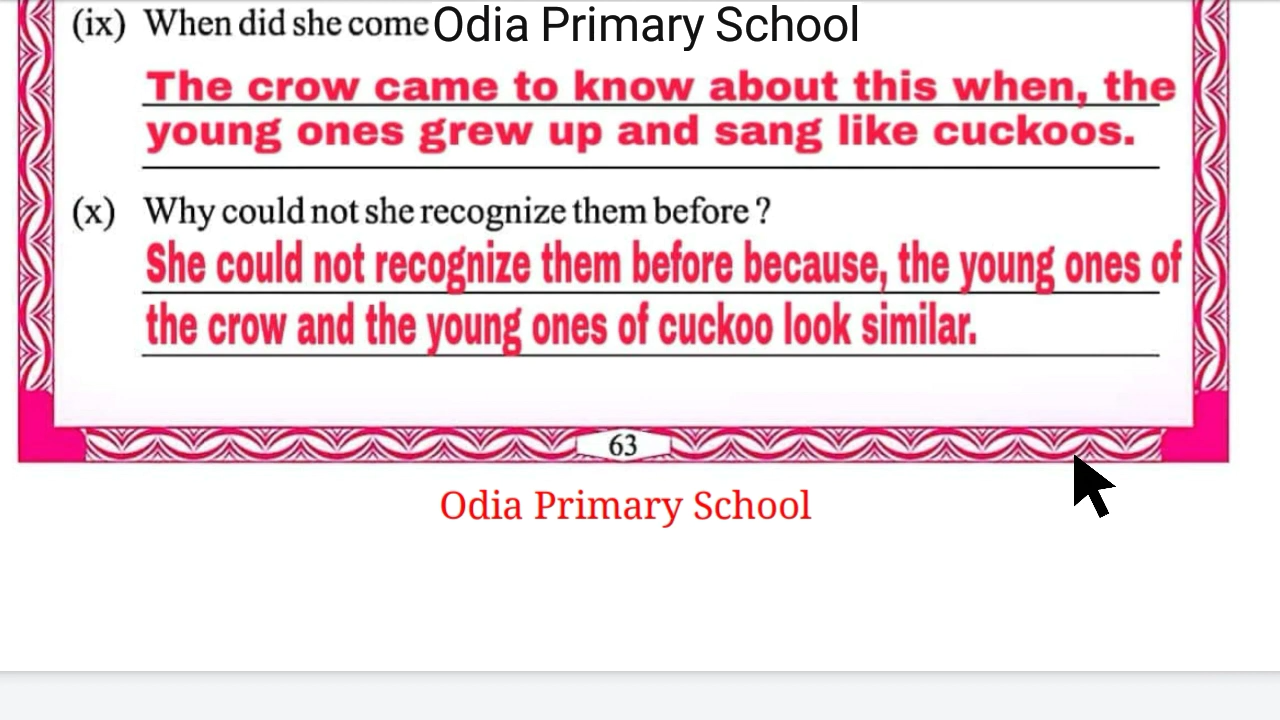 (ix) When did she come Odia Primary School
The crow came to know about this when, the
young ones grew up and sang like cuckoos.
(x) Why could not she recognize them before ?
She could not recognize them before because, the young ones of
the crow and the young ones of cuckoo look similar.
63
Odia Primary School